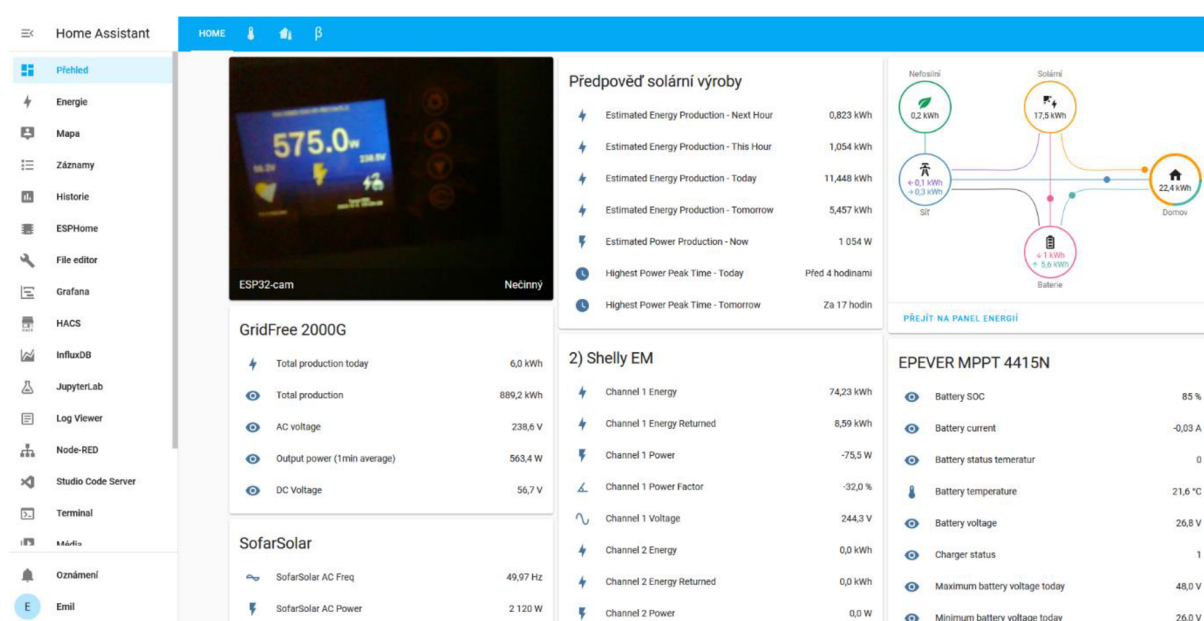 Home Assistant
HOME β
Přehled
Energie
Mapa
Záznamy
Historie
ESPHome
File editor
Grafana
HACS
InfluxDB
JupyterLab
Log Viewer
Node-RED
Studio Code Server
Terminal
Média
Oznámení
E Emil
575.0w
238.8V
ESP32-cam Nečinný
GridFree 2000G
Total production today 6,0 kWh
Total production 889,2 kWh
AC voltage 238,6 V
Output power (1min average) 563,4 W
DC Voltage 56,7 V
SofarSolar
SofarSolar AC Freq 49,97 Hz
SofarSolar AC Power 2 120 W
Předpověď solární výroby
Estimated Energy Production - Next Hour 0,823 kWh
Estimated Energy Production - This Hour 1,054 kWh
Estimated Energy Production - Today 11,448 kWh
Estimated Energy Production - Tomorrow 5,457 kWh
Estimated Power Production - Now 1 054 W
Highest Power Peak Time - Today Před 4 hodinami
Highest Power Peak Time - Tomorrow Za 17 hodin
2) Shelly EM
Channel 1 Energy 74,23 kWh
Channel 1 Energy Returned 8,59 kWh
Channel 1 Power -75,5 W
Channel 1 Power Factor -32,0 %
Channel 1 Voltage 244,3 V
Channel 2 Energy 0,0 kWh
Channel 2 Energy Returned 0,0 kWh
Channel 2 Power 0,0 W
Nefosilní Solární
0,2 kWh 17,5 kWh
←0,1 kWh
→0,3 kWh
22,4 kWh
Síť Domov
↓ 1 kWh
↑ 5,6 kWh
Baterie
PŘEJÍT NA PANEL ENERGIÍ
EPEVER MPPT 4415N
Battery SOC 85 %
Battery current -0,03 A
Battery status temeratur 0
Battery temperature 21,6 °C
Battery voltage 26,8 V
Charger status 1
Maximum battery voltage today 48,0 V
Minimum battery voltage today 26,0 V